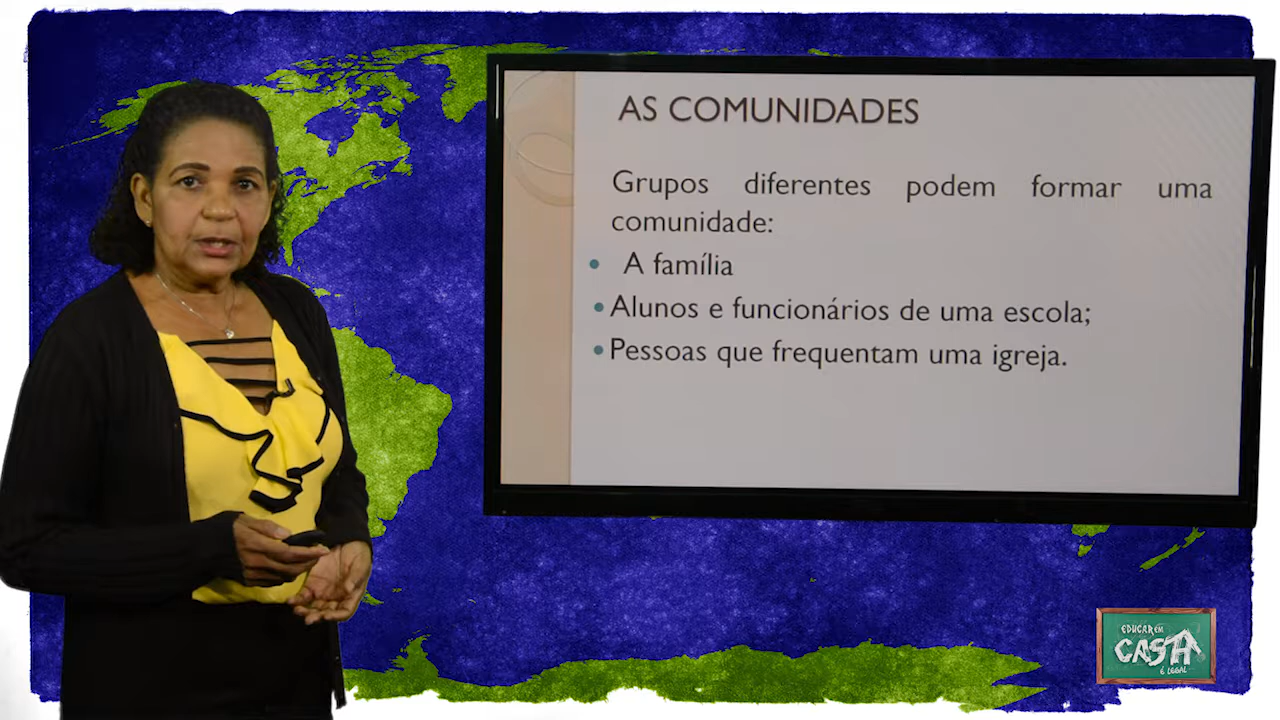 AS COMUNIDADES
Grupos diferentes podem formar uma
comunidade:
• A família
• Alunos e funcionários de uma escola;
• Pessoas que frequentam uma igreja.
EDUCAR EM
CASA
É LEGAL